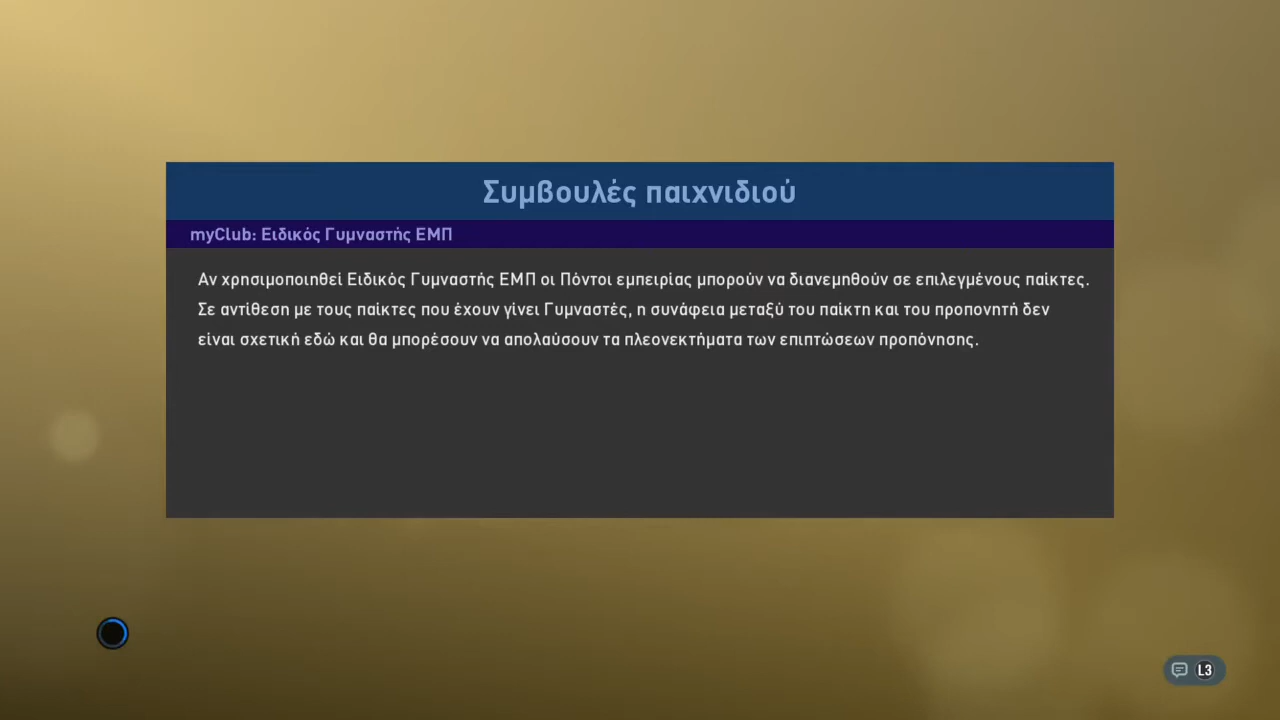 Συμβουλές παιχνιδιού
myClub: Ειδικός Γυμναστής ΕΜΠ
Αν χρησιμοποιηθεί Ειδικός Γυμναστής ΕΜΠ οι Πόντοι εμπειρίας μπορούν να διανεμηθούν σε επιλεγμένους παίκτες.
Σε αντίθεση με τους παίκτες που έχουν γίνει Γυμναστές, η συνάφεια μεταξύ του παίκτη και του προπονητή δεν
είναι σχετική εδώ και θα μπορέσουν να απολαύσουν τα πλεονεκτήματα των επιπτώσεων προπόνησης.
L3